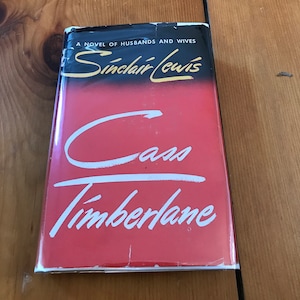 A NOVEL OF HUSBANDS AND WIVES
Sinclair Lewis
Cass
Timberlane